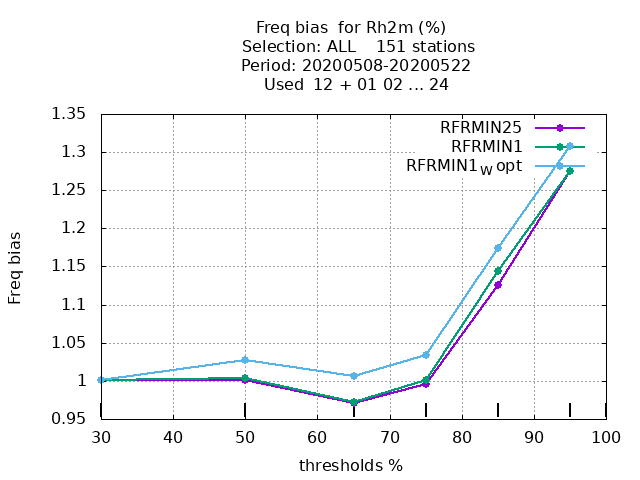 Freq bias  for Rh2m (%)
Selection: ALL    151 stations
Period: 20200508-20200522
Used  12 + 01 02 ... 24
1.35
1.3
1.25
1.2
1.15
1.1
1.05
1
0.95
Freq bias
RFRMIN25
RFRMIN1
RFRMIN1w opt
30 40 50 60 70 80 90 100
thresholds %